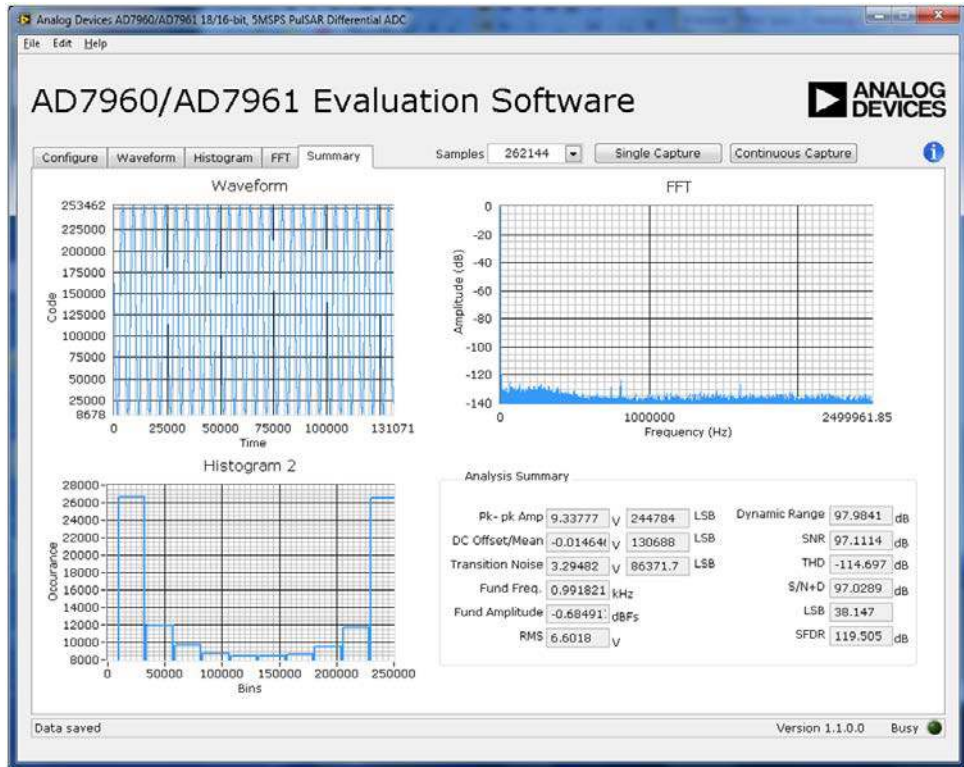 Analog Devices AD7960/AD7961 18/16-bit, 5MSPS PulSAR Differential ADC
File Edit Help
AD7960/AD7961 Evaluation Software
ANALOG
DEVICES
Configure Waveform Histogram FFT Summary Samples 262144 Single Capture Continuous Capture i
Waveform
253462
225000
200000
175000
150000
125000
100000
75000
50000
25000
8678
Code
0 25000 50000 75000 100000 131071
Time
FFT
0
-20
-40
-60
-80
-100
-120
-140
Amplitude (dB)
0 1000000 2499961.85
Frequency (Hz)
Histogram 2
28000
26000
24000
22000
20000
18000
16000
14000
12000
10000
8000
Occurance
0 50000 100000 150000 200000 250000
Bins
Analysis Summary
Pk- pk Amp 9.33777 V 244784 LSB Dynamic Range 97.9841 dB
DC Offset/Mean V 130688 LSB SNR 97.1114 dB
Transition Noise 3.29482 V 86371.7 LSB THD -114.697 dB
Fund Freq. 0.991821 kHz S/N+D 97.0289 dB
Fund Amplitude dBFs LSB 38.147
RMS 6.6018 V SFDR 119.505 dB
Data saved Version 1.1.0.0 Busy